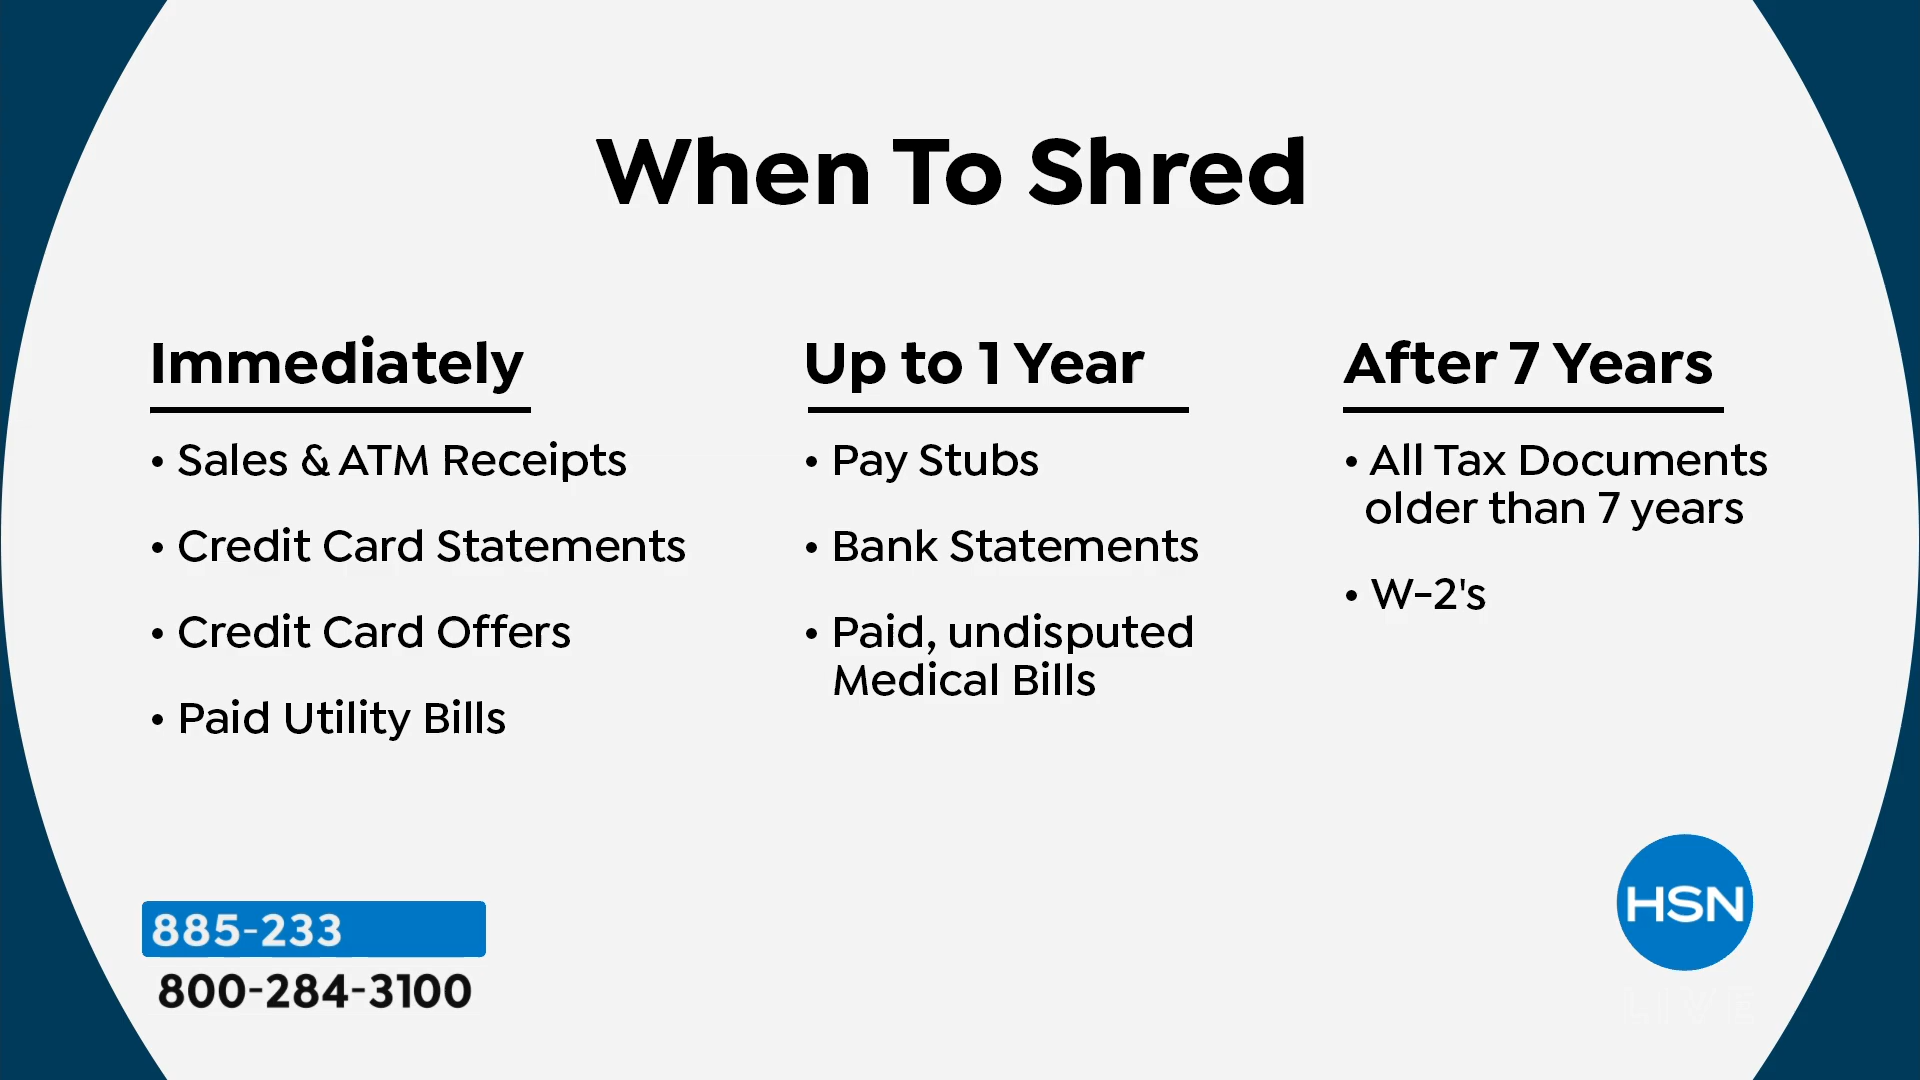 When To Shred
Immediately
• Sales & ATM Receipts
• Credit Card Statements
• Credit Card Offers
• Paid Utility Bills
Up to 1 Year
• Pay Stubs
• Bank Statements
• Paid, undisputed
Medical Bills
After 7 Years
• All Tax Documents
older than 7 years
• W-2's
885-233
800-284-3100
HSN
LIVE